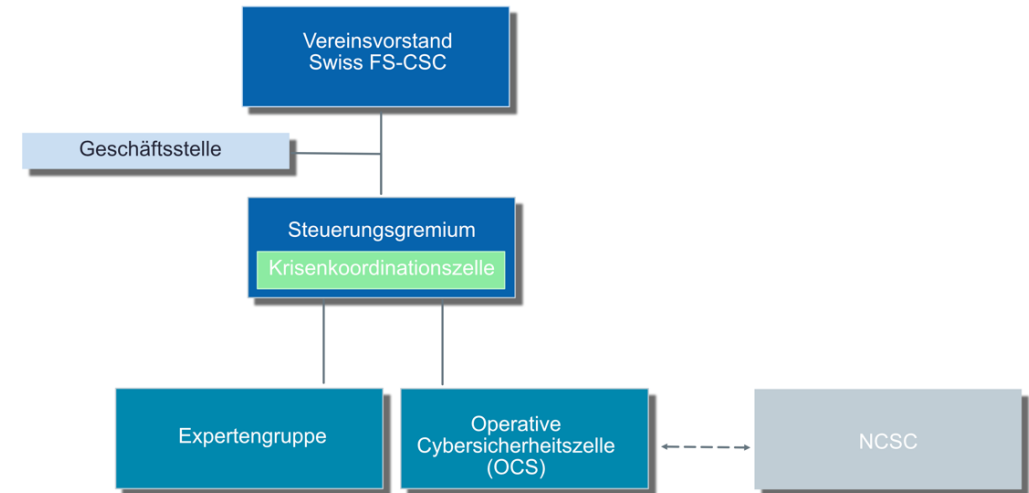 Vereinsvorstand
Swiss FS-CSC
Geschäftsstelle
Steuerungsgremium
Krisenkoordinationszelle
Expertengruppe
Operative
Cybersicherheitszelle
(OCS)
NCSC